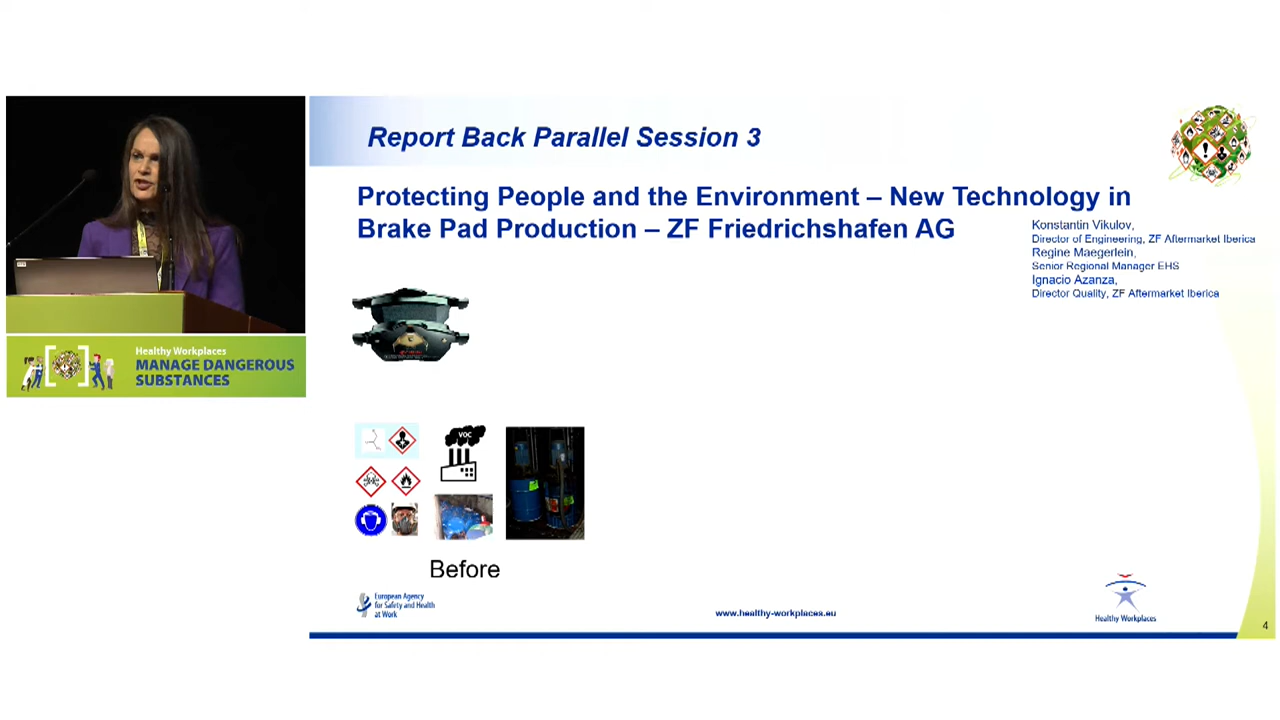 Report Back Parallel Session 3
Protecting People and the Environment – New Technology in
Brake Pad Production – ZF Friedrichshafen AG
Konstantin Vikulov,
Director of Engineering, ZF Aftermarket Iberica
Regine Maegerlein,
Senior Regional Manager EHS
Ignacio Azanza,
Director Quality, ZF Aftermarket Iberica
Healthy Workplaces
MANAGE DANGEROUS
SUBSTANCES
VOC
Before
European Agency
for Safety and Health
at Work
www.healthy-workplaces.eu
Healthy Workplaces
4